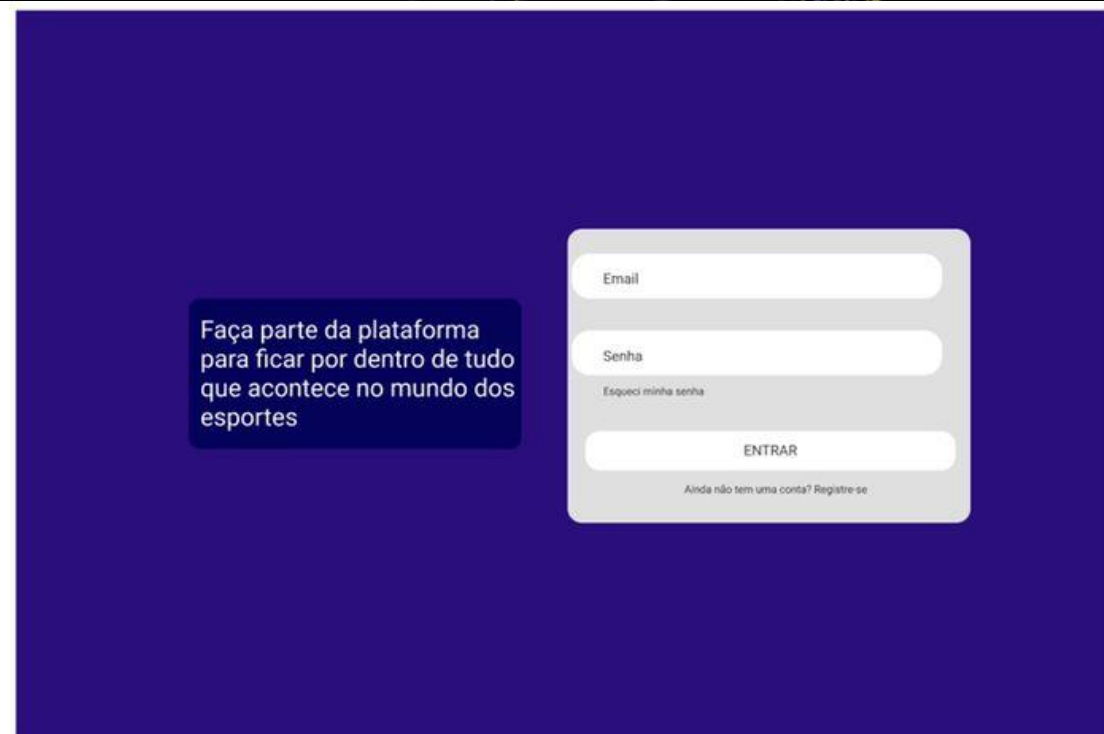 Faça parte da plataforma
para ficar por dentro de tudo
que acontece no mundo dos
esportes
Email
Senha
Esqueci minha senha
ENTRAR
Ainda não tem uma conta? Registre-se